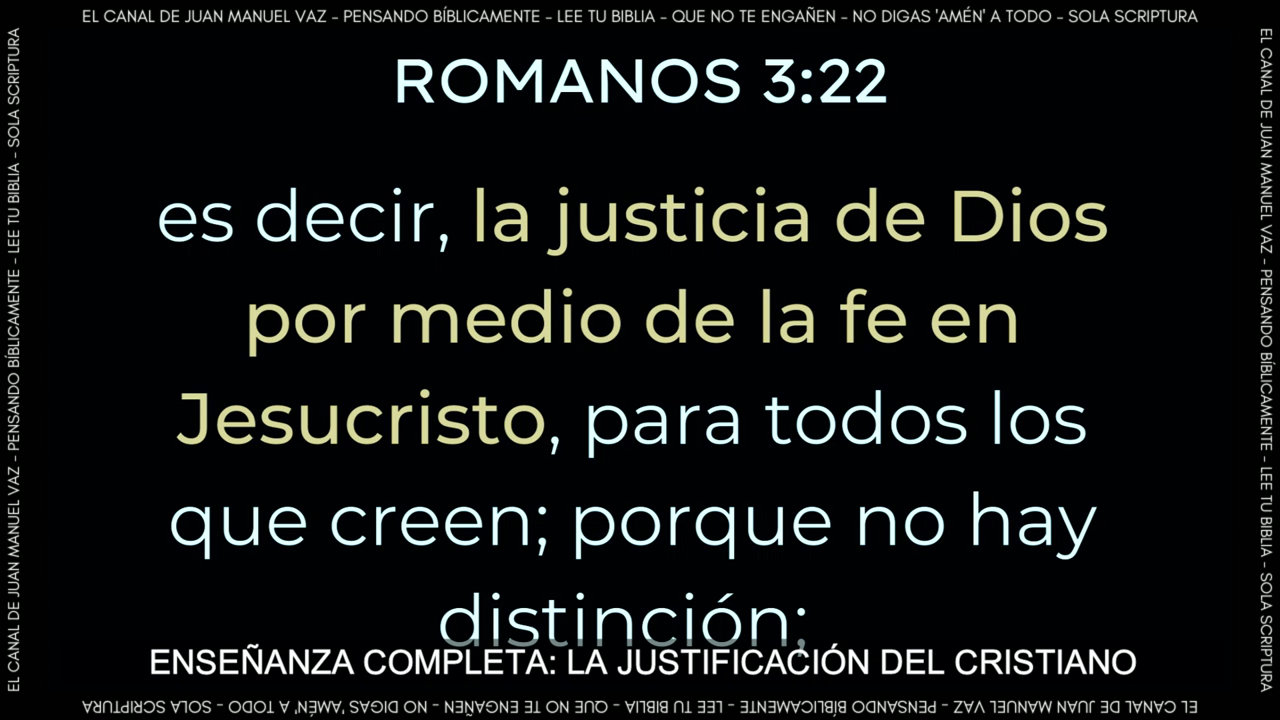 EL CANAL DE JUAN MANUEL VAZ - PENSANDO BÍBLICAMENTE - LEE TU BIBLIA - QUE NO TE ENGAÑEN - NO DIGAS 'AMÉN' A TODO - SOLA SCRIPTURA
EL CANAL DE JUAN MANUEL VAZ - PENSANDO BÍBLICAMENTE - LEE TU BIBLIA - SOLA SCRIPTURA
ROMANOS 3:22
es decir, la justicia de Dios
por medio de la fe en
Jesucristo, para todos los
que creen; porque no hay
distinción;
ENSEÑANZA COMPLETA: LA JUSTIFICACIÓN DEL CRISTIANO
EL CANAL DE JUAN MANUEL VAZ - PENSANDO BÍBLICAMENTE - LEE TU BIBLIA - SOLA SCRIPTURA
EL CANAL DE JUAN MANUEL VAZ - PENSANDO BÍBLICAMENTE - LEE TU BIBLIA - QUE NO TE ENGAÑEN - NO DIGAS 'AMÉN' A TODO - SOLA SCRIPTURA